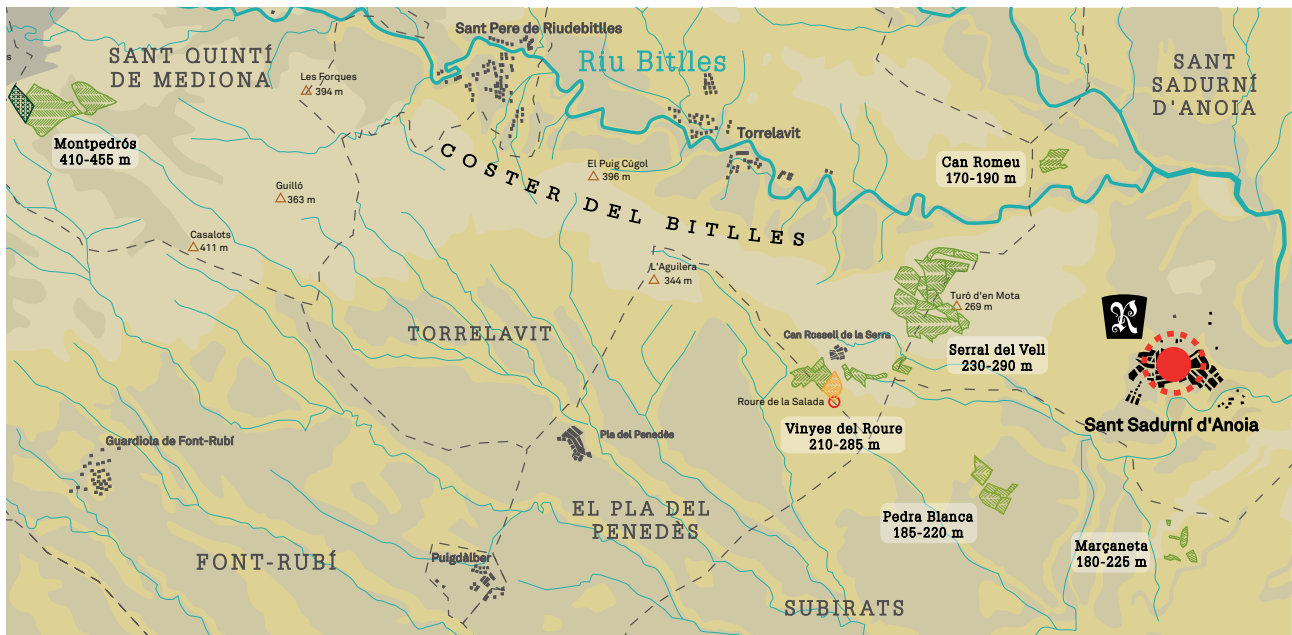 s
SANT QUINTÍ
DE MEDIONA
Les Forques
394 m
Sant Pere de Riudebitlles
Riu Bitlles
SANT
SADURNÍ
D'ANOIA
Montpedrós
410-455 m
Torrelavit
Can Romeu
170-190 m
El Puig Cúgol
396 m
COSTER DEL BITLLES
Guilló
363 m
Casalots
411 m
L'Aguilera
344 m
Turó d'en Mota
269 m
R
TORRELAVIT
Can Rossell de la Serra
Serral del Vell
230-290 m
Roure de la Salada
Vinyes del Roure
210-285 m
Sant Sadurní d'Anoia
Guardiola de Font-Rubí
Pla del Penedès
EL PLA DEL
PENEDÈS
Pedra Blanca
185-220 m
Marçaneta
180-225 m
FONT-RUBÍ
Puigdàlber
SUBIRATS